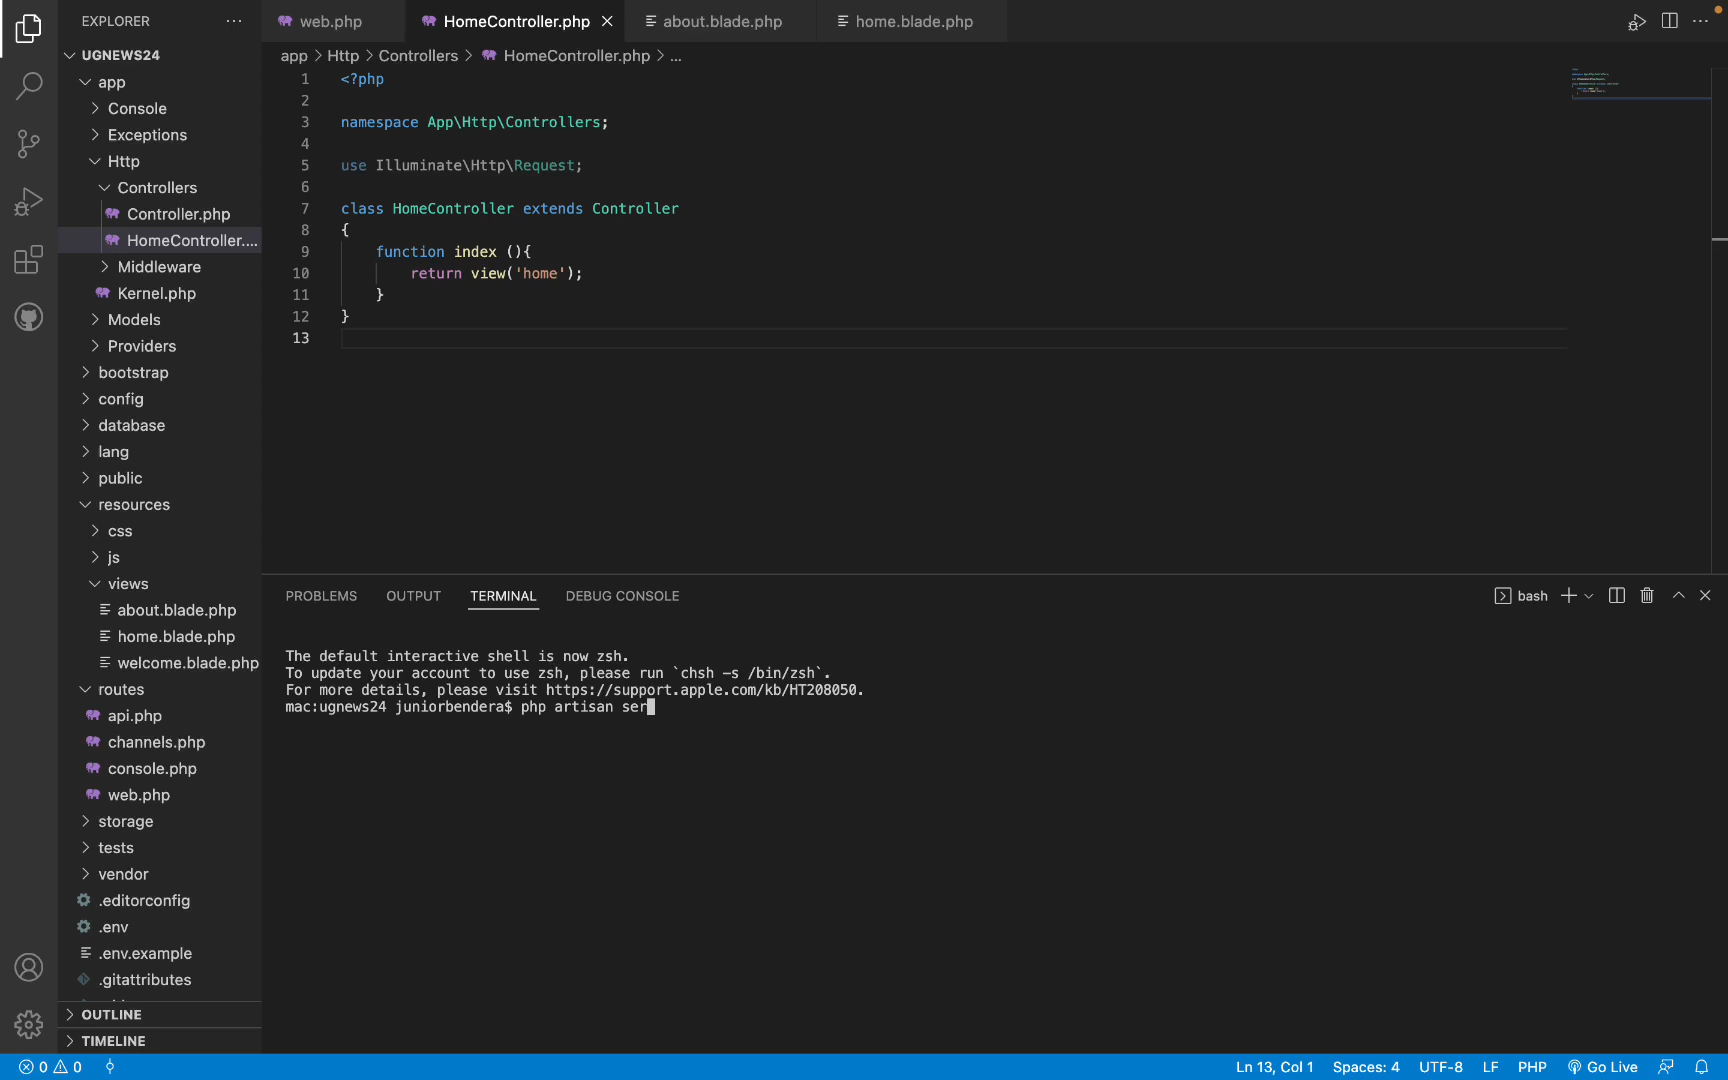 EXPLORER
UGNEWS24
app
Console
Exceptions
Http
Controllers
Controller.php
HomeController....
Middleware
Kernel.php
Models
Providers
bootstrap
config
database
lang
public
resources
css
js
views
about.blade.php
home.blade.php
welcome.blade.php
routes
api.php
channels.php
console.php
web.php
storage
tests
vendor
.editorconfig
.env
.env.example
.gitattributes
OUTLINE
TIMELINE
web.php
HomeController.php
about.blade.php
home.blade.php
app > Http > Controllers > HomeController.php > ...
1 <?php
2
3 namespace App\Http\Controllers;
4
5 use Illuminate\Http\Request;
6
7 class HomeController extends Controller
8 {
9 function index (){
10 return view('home');
11 }
12 }
13
PROBLEMS OUTPUT TERMINAL DEBUG CONSOLE
bash
The default interactive shell is now zsh.
To update your account to use zsh, please run `chsh -s /bin/zsh`.
For more details, please visit https://support.apple.com/kb/HT208050.
mac:ugnews24 juniorbendera$ php artisan ser
0 0
Ln 13, Col 1 Spaces: 4 UTF-8 LF PHP Go Live